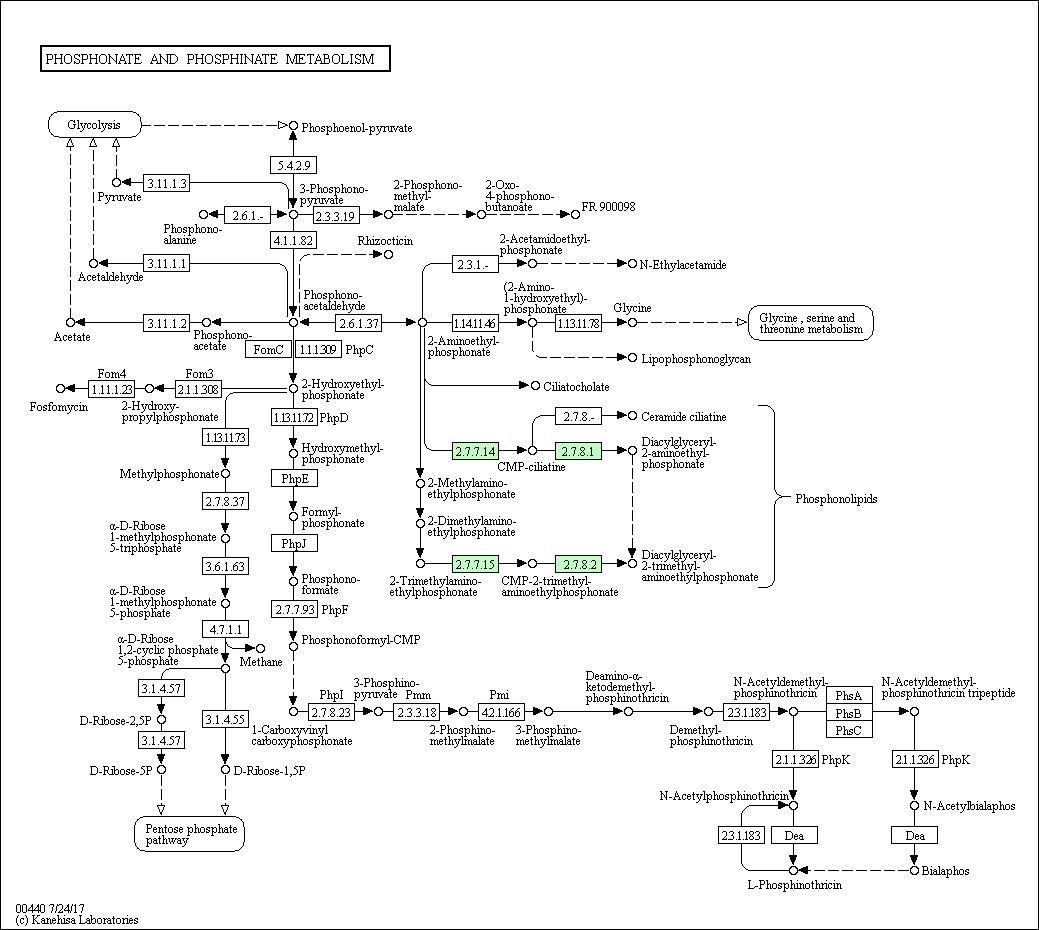 PHOSPHONATE AND PHOSPHINATE METABOLISM
Glycolysis
Phosphoenol-pyruvate
5.4.2.9
3.11.1.3
Pyruvate
3-Phosphono-
pyruvate
2-Phosphono-
methyl-
malate
2-Oxo-
4-phosphono-
butanoate
FR 900098
2.6.1.-
2.3.3.19
Phosphono-
alanine
4.1.1.82
Rhizocticin
2-Acetamidoethyl-
phosphonate
3.11.1.1
Acetaldehyde
2.3.1.-
N-Ethylacetamide
Phosphono-
acetaldehyde
(2-Amino-
1-hydroxyethyl)-
phosphonate
Glycine
3.11.1.2
2.6.1.37
1.14.11.46
1.13.11.78
Glycine , serine and
threonine metabolism
Acetate
Phosphono-
acetate
2-Aminoethyl-
phosphonate
FomC
1.1.1.309
PhpC
Lipophosphonoglycan
Fom4
Fom3
1.11.1.23
2.1.1.308
2-Hydroxyethyl-
phosphonate
Ciliatocholate
Fosfomycin
2-Hydroxy-
propylphosphonate
1.13.11.72
PhpD
2.7.8.-
Ceramide ciliatine
1.13.11.73
Hydroxymethyl-
phosphonate
2.7.7.14
2.7.8.1
CMP-ciliatine
Diacylglyceryl-
2-aminoethyl-
phosphonate
Methylphosphonate
PhpE
2-Methylamino-
ethylphosphonate
Phosphonolipids
2.7.8.37
Formyl-
phosphonate
2-Dimethylamino-
ethylphosphonate
α-D-Ribose
1-methylphosphonate
5-triphosphate
PhpJ
3.6.1.63
2.7.7.15
2.7.8.2
Diacylglyceryl-
2-trimethyl-
aminoethylphosphonate
Phosphono-
formate
2-Trimethylamino-
ethylphosphonate
CMP-2-trimethyl-
aminoethylphosphonate
α-D-Ribose
1-methylphosphonate
5-phosphate
2.7.7.93
PhpF
4.7.1.1
α-D-Ribose
1,2-cyclic phosphate
5-phosphate
Phosphonoformyl-CMP
Methane
3.1.4.57
3-Phosphino-
pyruvate
Deamino-α-
ketodemethyl-
phosphinothricin
N-Acetyldemethyl-
phosphinothricin
N-Acetyldemethyl-
phosphinothricin tripeptide
PhpI
Pmm
Pmi
PhsA
PhsB
PhsC
2.7.8.23
2.3.3.18
4.2.1.166
2.3.1.183
D-Ribose-2,5P
3.1.4.55
1-Carboxyvinyl
carboxyphosphonate
2-Phosphino-
methylmalate
3-Phosphino-
methylmalate
Demethyl-
phosphinothricin
3.1.4.57
2.1.1.326
PhpK
2.1.1.326
PhpK
D-Ribose-5P
D-Ribose-1,5P
N-Acetylphosphinothricin
N-Acetylbialaphos
Pentose phosphate
pathway
2.3.1.183
Dea
Dea
L-Phosphinothricin
Bialaphos
00440 7/24/17
(c) Kanehisa Laboratories